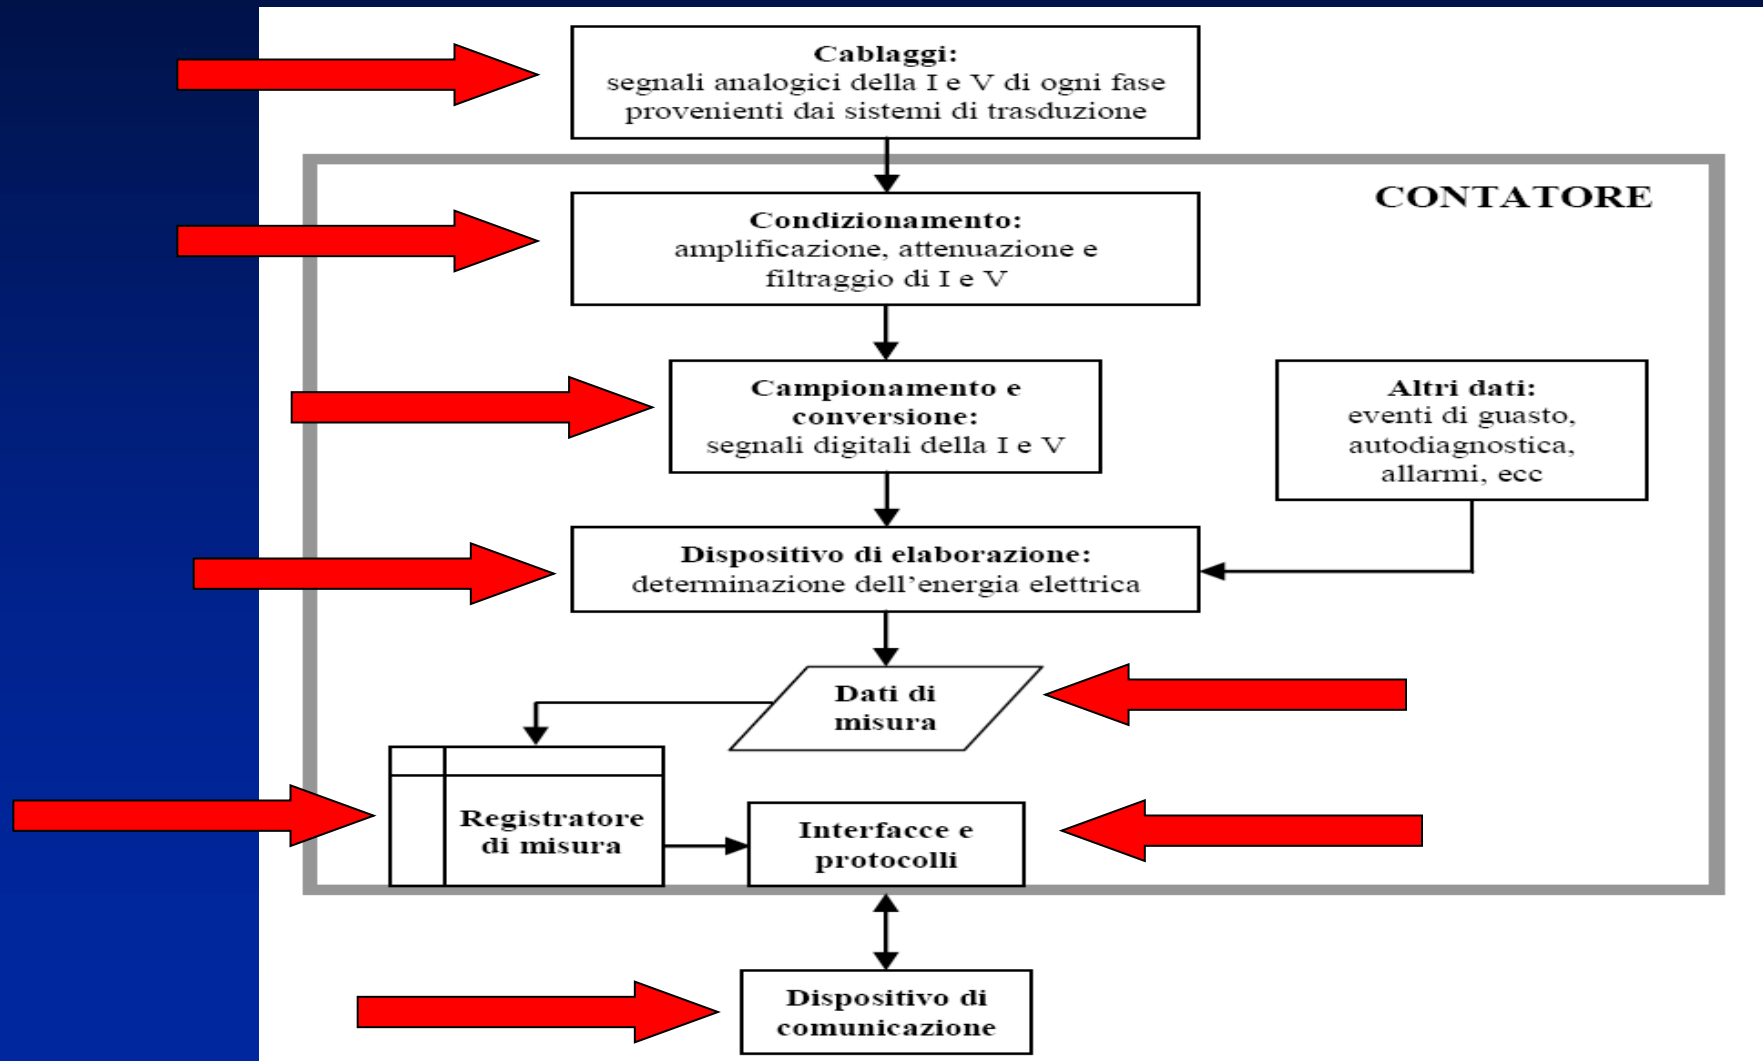 Cablaggi:
segnali analogici della I e V di ogni fase
provenienti dai sistemi di trasduzione
CONTATORE
Condizionamento:
amplificazione, attenuazione e
filtraggio di I e V
Campionamento e
conversione:
segnali digitali della I e V
Altri dati:
eventi di guasto,
autodiagnostica,
allarmi, ecc
Dispositivo di elaborazione:
determinazione dell'energia elettrica
Dati di
misura
Registratore
di misura
Interfacce e
protocolli
Dispositivo di
comunicazione